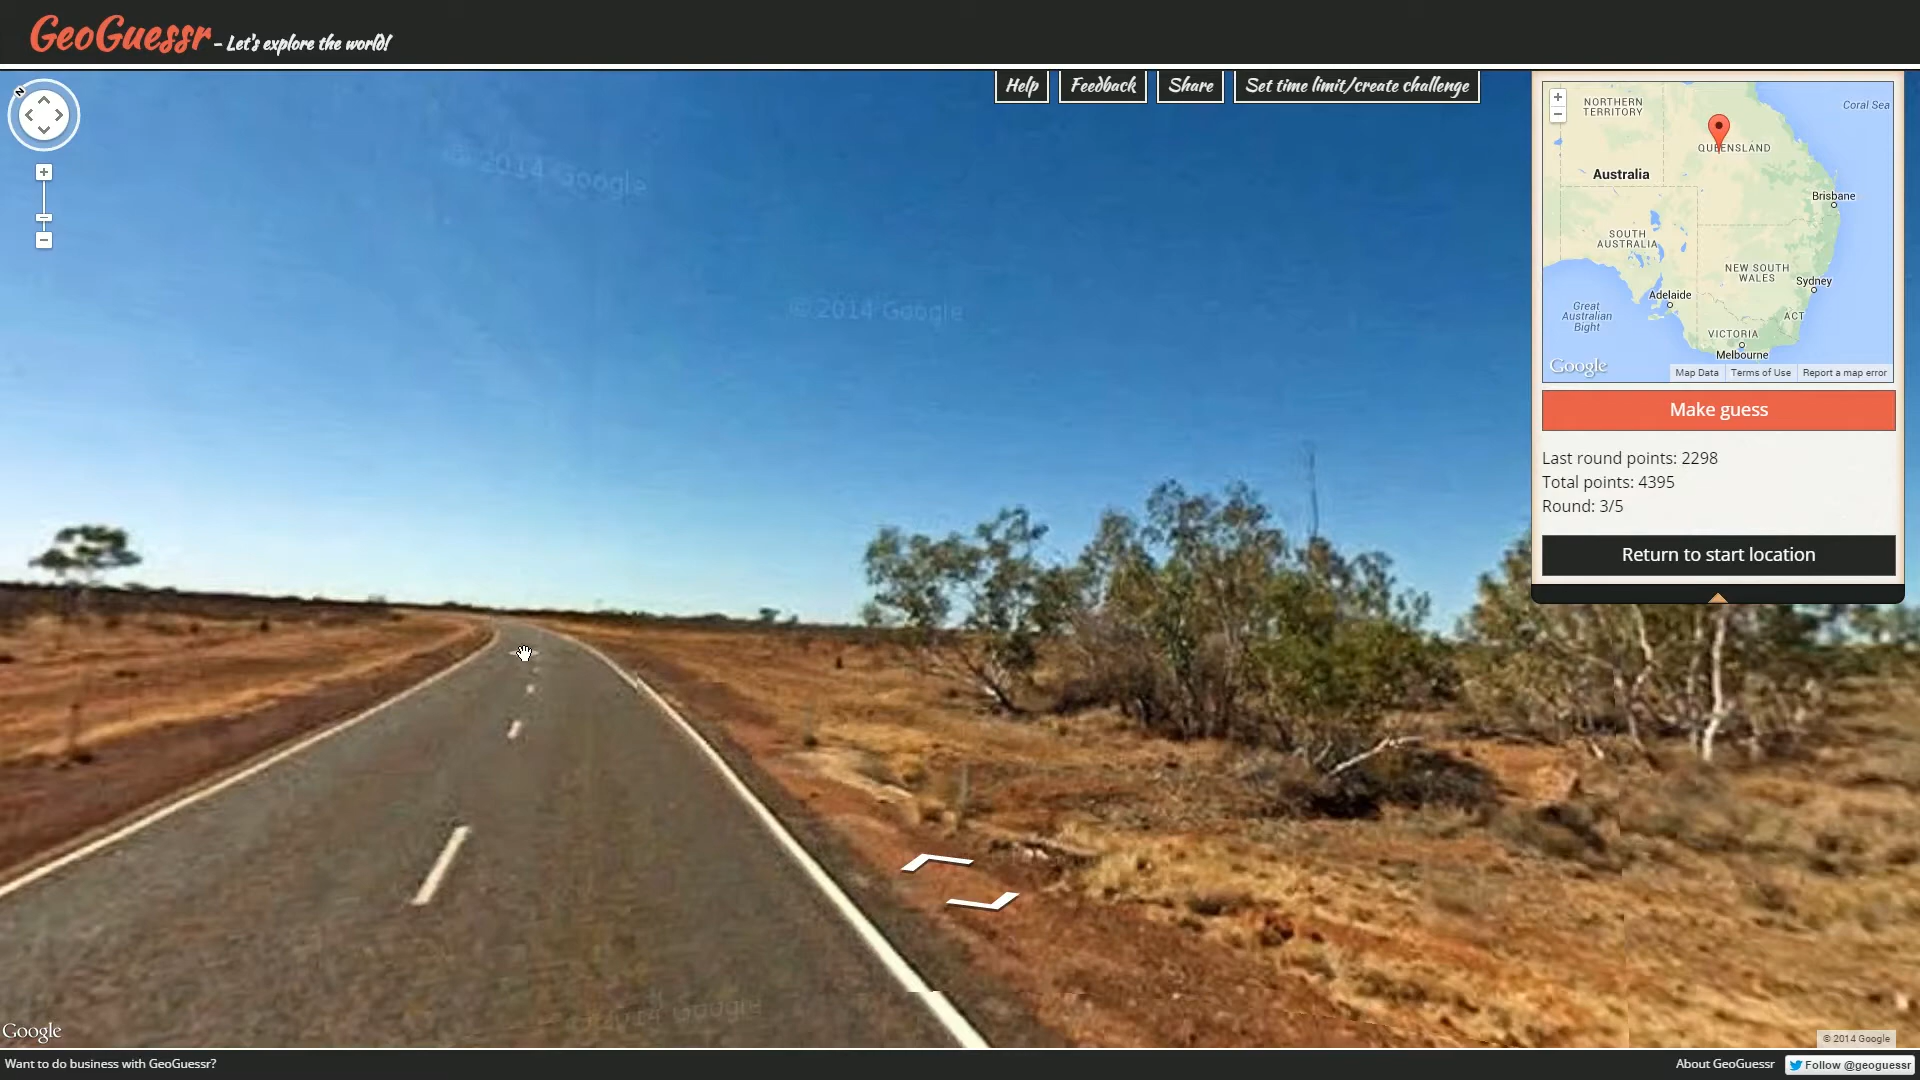 GeoGuessr - Let's explore the world!
Help
Feedback
Share
Set time limit/create challenge
N
© 2014 Google
© 2014 Google
NORTHERN
TERRITORY
Coral Sea
QUEENSLAND
Australia
Brisbane
SOUTH
AUSTRALIA
NEW SOUTH
WALES
Sydney
Adelaide
Great
Australian
Bight
ACT
VICTORIA
Melbourne
Google
Map Data
Terms of Use
Report a map error
Make guess
Last round points: 2298
Total points: 4395
Round: 3/5
Return to start location
2014 Google
Google
© 2014 Google
Want to do business with GeoGuessr?
About GeoGuessr
Follow @geoguessr